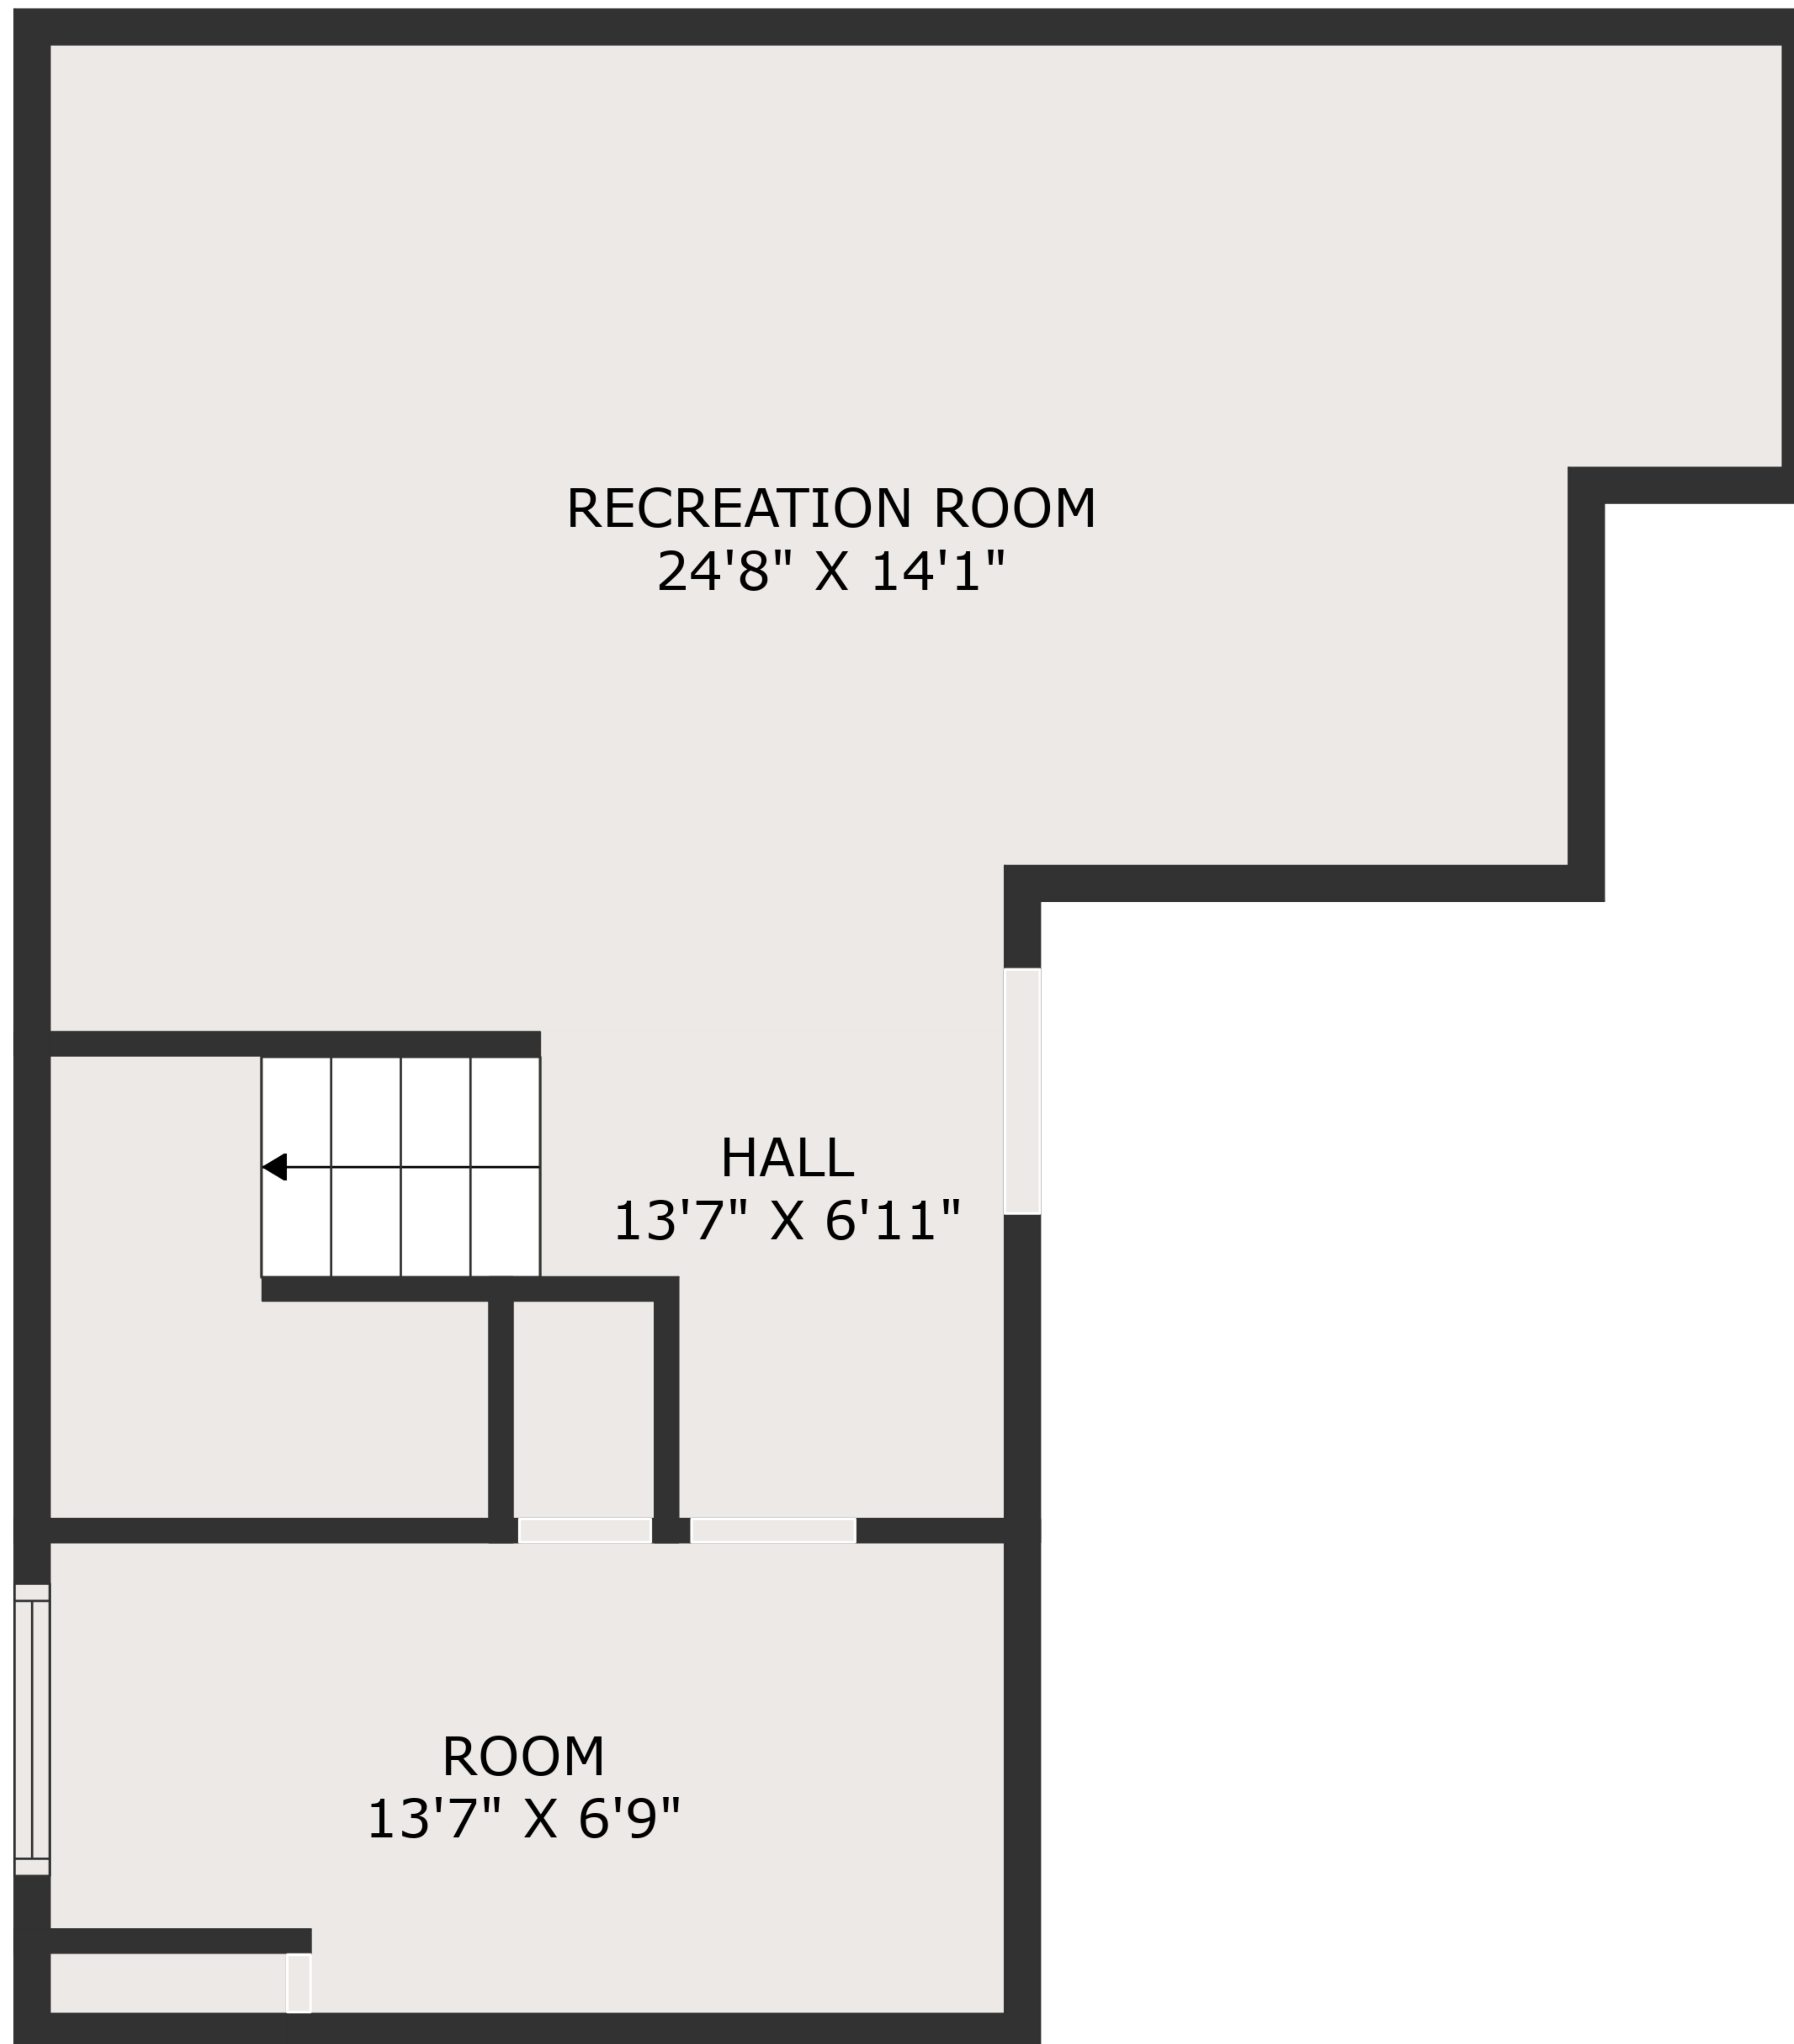 RECREATION ROOM
24'8" X 14'1"
HALL
13'7" X 6'11"
ROOM
13'7" X 6'9"